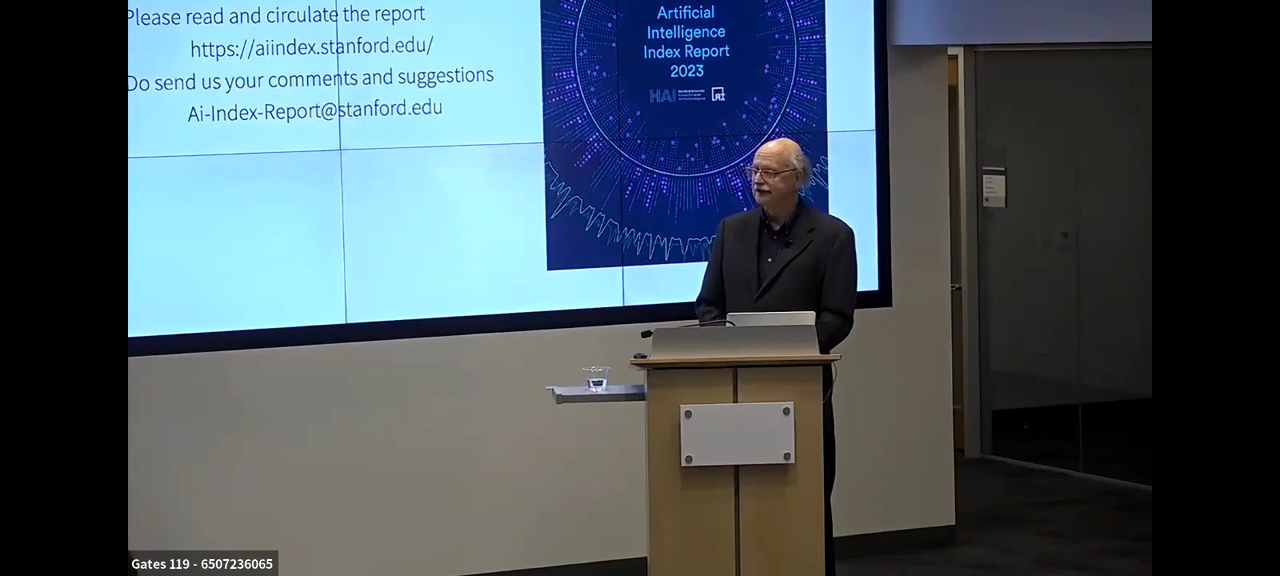 Please read and circulate the report
https://aiindex.stanford.edu/
Do send us your comments and suggestions
Ai-Index-Report@stanford.edu
Artificial
Intelligence
Index Report
2023
HAI
Gates 119 - 6507236065